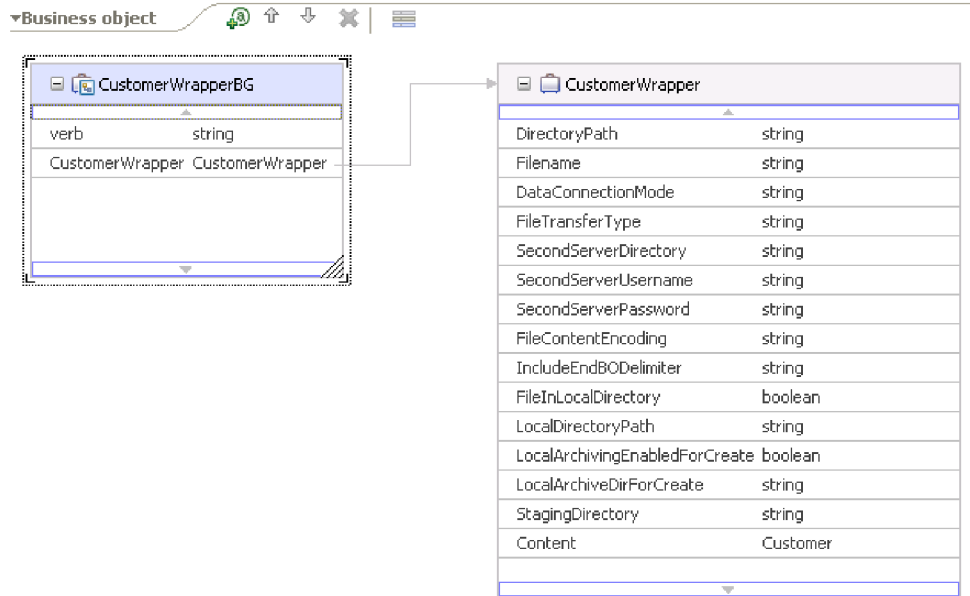 Business object
CustomerWrapperBG
verb string
CustomerWrapper CustomerWrapper
CustomerWrapper
DirectoryPath string
Filename string
DataConnectionMode string
FileTransferType string
SecondServerDirectory string
SecondServerUsername string
SecondServerPassword string
FileContentEncoding string
IncludeEndBODelimiter string
FileInLocalDirectory boolean
LocalDirectoryPath string
LocalArchivingEnabledForCreate boolean
LocalArchiveDirForCreate string
StagingDirectory string
Content Customer